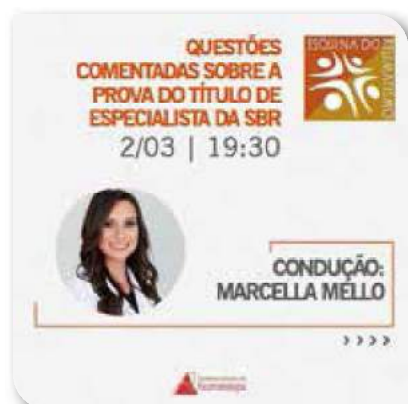 QUESTÕES
COMENTADAS SOBRE A
PROVA DO TÍTULO DE
ESPECIALISTA DA SBR
2/03 | 19:30
CONDUÇÃO:
MARCELLA MELLO